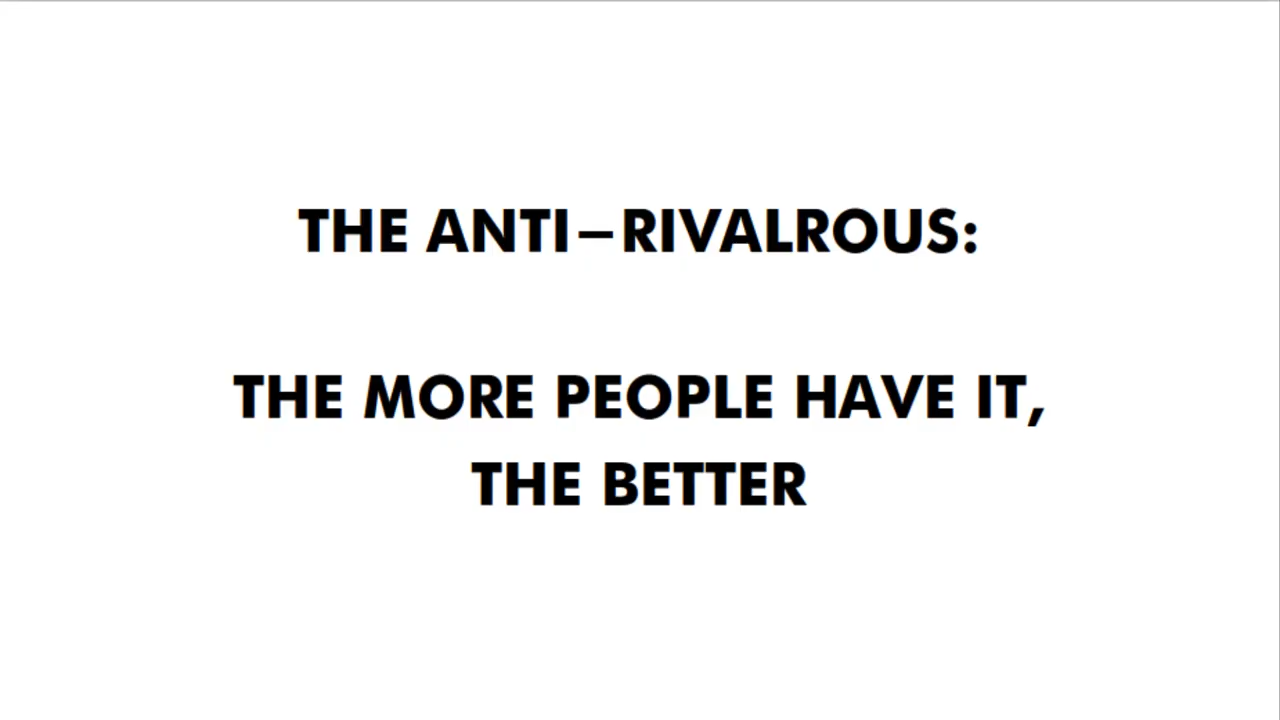 THE ANTI–RIVALROUS:
THE MORE PEOPLE HAVE IT,
THE BETTER